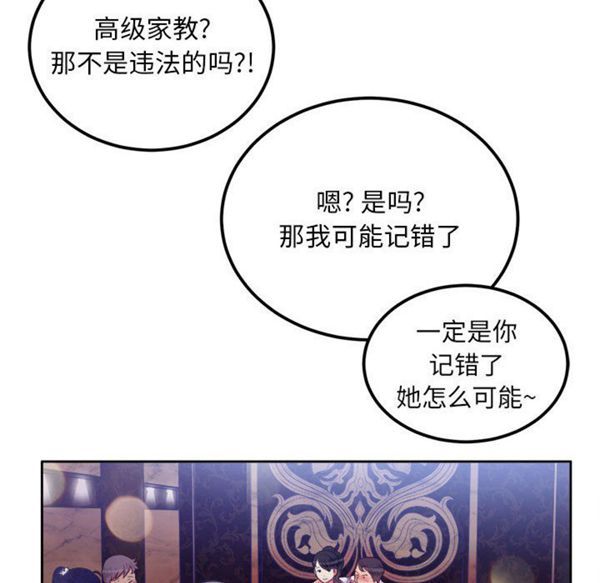 高级家教?
那不是违法的吗?!
嗯? 是吗?
那我可能记错了
一定是你
记错了
她怎么可能~